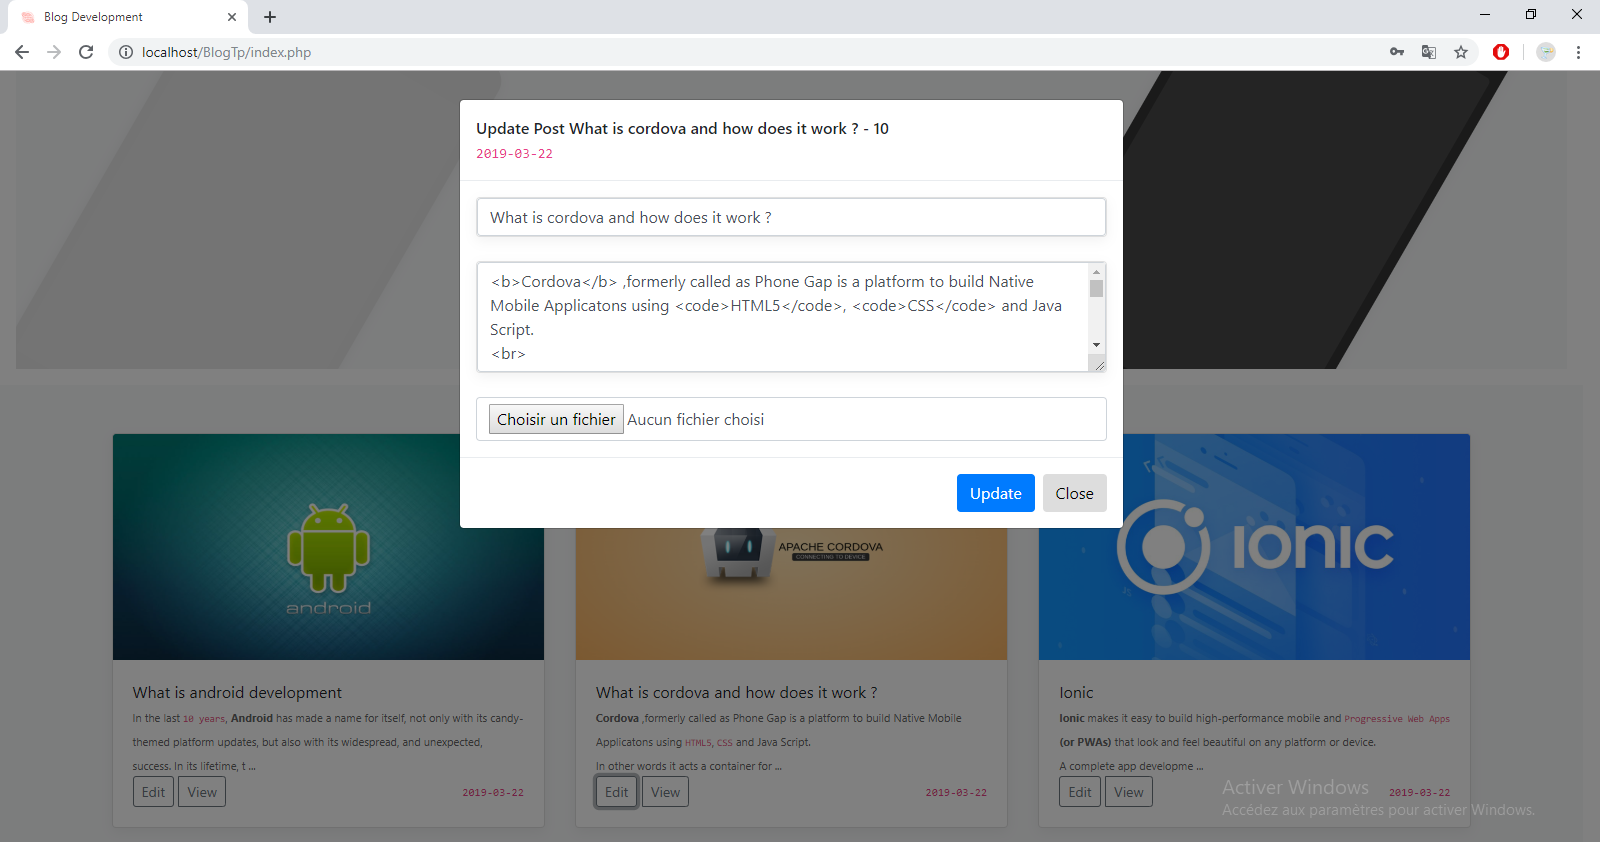 Blog Development
localhost/BlogTp/index.php
Update Post What is cordova and how does it work ? - 10
2019-03-22
What is cordova and how does it work ?
<b>Cordova</b> ,formerly called as Phone Gap is a platform to build Native
Mobile Applicatons using <code>HTML5</code>, <code>CSS</code> and Java
Script.
<br>
Choisir un fichier Aucun fichier choisi
Update Close
android
APACHE CORDOVA
CONNECTING TO DEVICE
ionic
What is android development
In the last 10 years, Android has made a name for itself, not only with its candy-
themed platform updates, but also with its widespread, and unexpected,
success. In its lifetime, t ...
Edit View 2019-03-22
What is cordova and how does it work ?
Cordova ,formerly called as Phone Gap is a platform to build Native Mobile
Applicatons using HTML5, CSS and Java Script.
In other words it acts a container for ...
Edit View 2019-03-22
Ionic
Ionic makes it easy to build high-performance mobile and Progressive Web Apps
(or PWAs) that look and feel beautiful on any platform or device.
A complete app developme ...
Edit View 2019-03-22
Activer Windows
Accédez aux paramètres pour activer Windows.